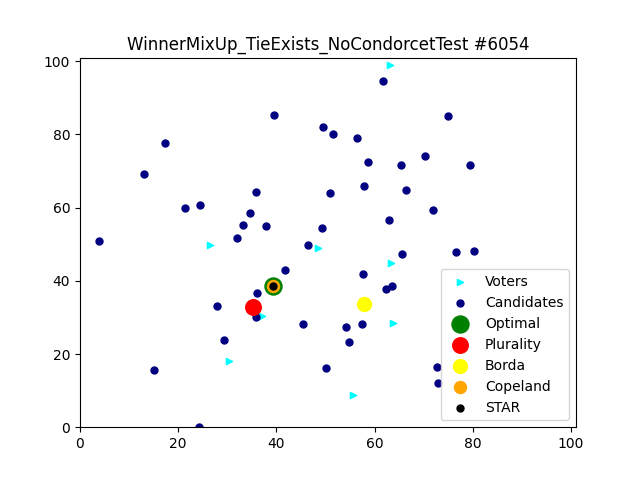 WinnerMixUp_TieExists_NoCondorcetTest #6054
100
80
60
40
20
0
0 20 40 60 80 100
Voters
Candidates
Optimal
Plurality
Borda
Copeland
STAR